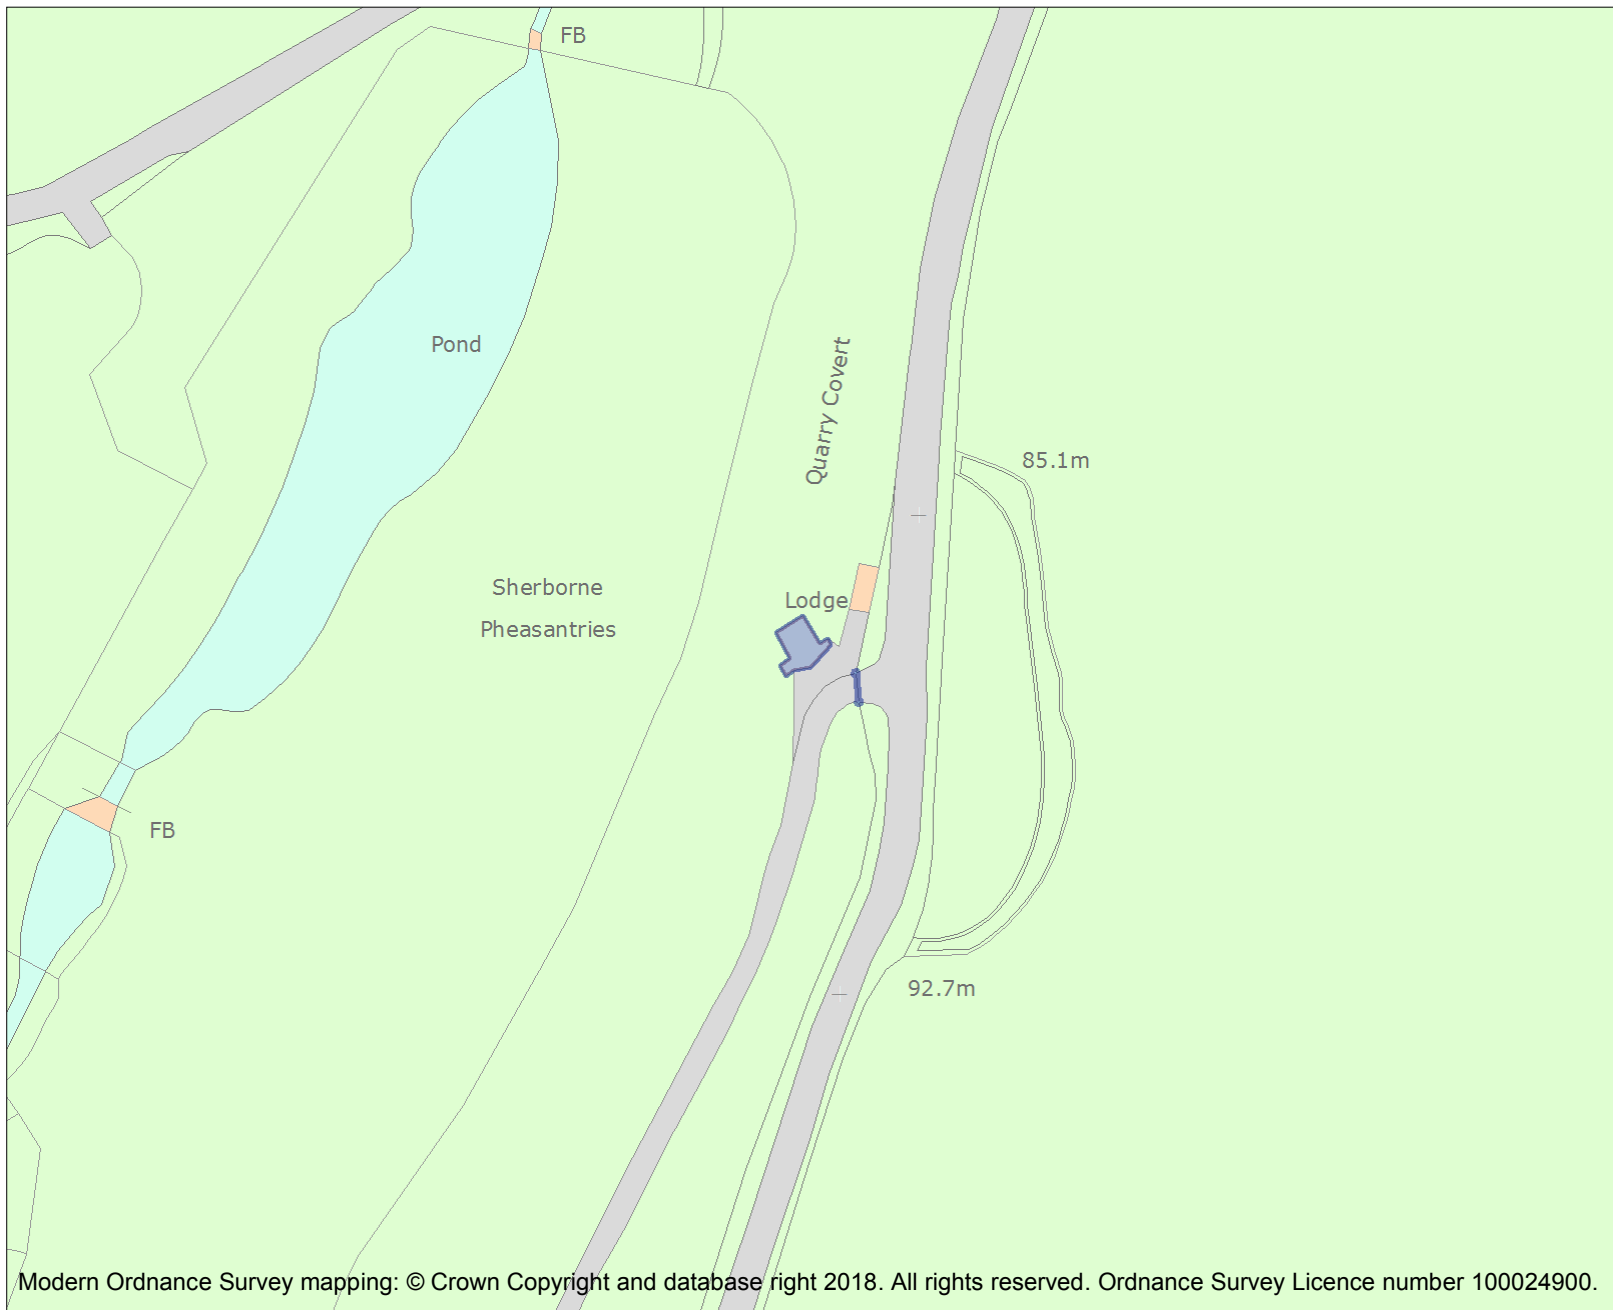 FB
Pond
Quarry Covert
85.1m
Sherborne
Pheasantries
Lodge
FB
92.7m
Modern Ordnance Survey mapping: © Crown Copyright and database right 2018. All rights reserved. Ordnance Survey Licence number 100024900.